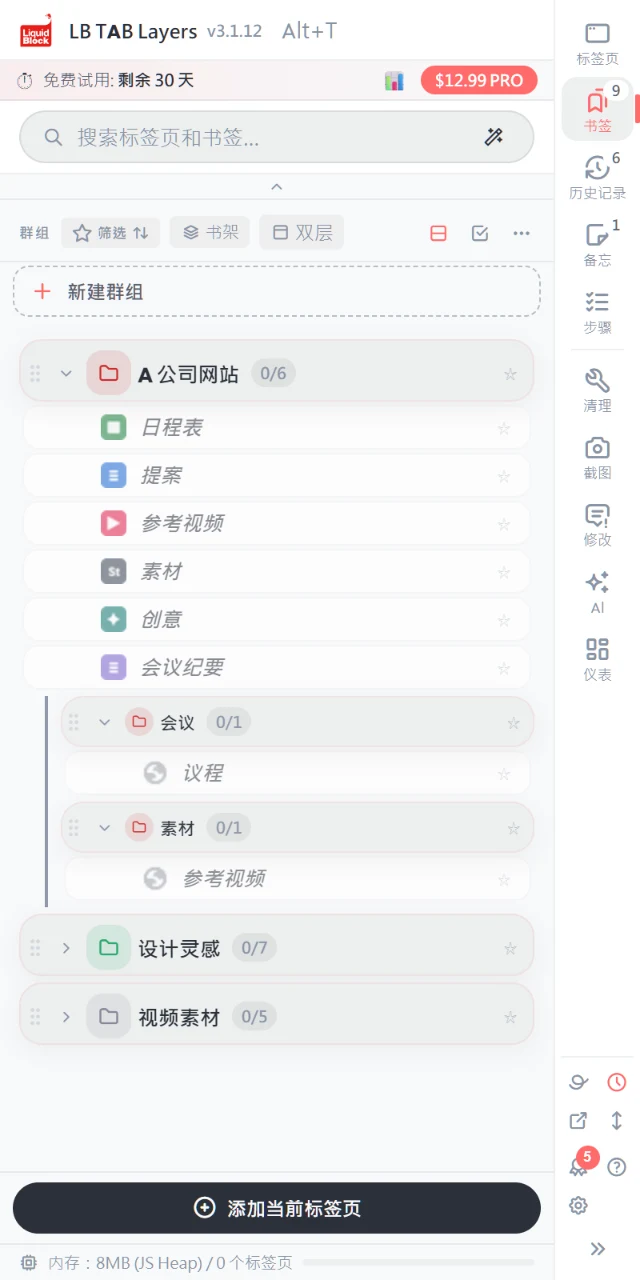 Liquid Block LB TAB Layers v3.1.12 Alt+T
免费试用: 剩余 30 天 $12.99 PRO
搜索标签页和书签...
群组 筛选 书架 双层
新建群组
A 公司网站 0/6
日程表
提案
参考视频
St 素材
创意
会议纪要
会议 0/1
议程
素材 0/1
参考视频
设计灵感 0/7
视频素材 0/5
添加当前标签页
内存：8MB (JS Heap) / 0 个标签页
标签页
9
书签
6
历史记录
1
备忘
步骤
清理
截图
修改
AI
仪表
5